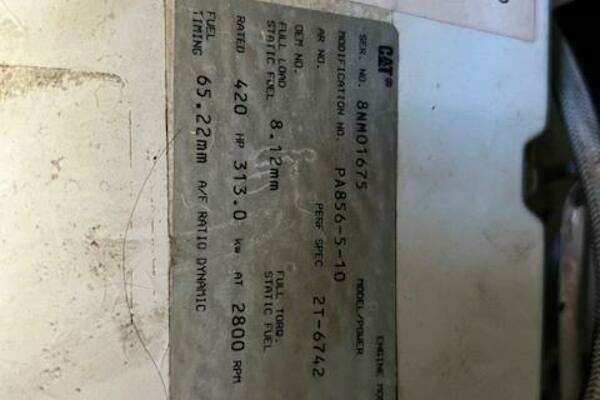 CAT®
ENGINE MO
SER. NO. 8NM01675 MODEL/POWER
MODIFICATION NO. PA856-5-10
AR NO. PERF SPEC 2T-6742
OEM NO.
FULL LOAD STATIC FUEL 8.12mm FULL TORQ. STATIC FUEL
RATED 420 HP 313.0 kw AT 2800 RPM
FUEL TIMING 65.22mm A/F RATIO DYNAMIC